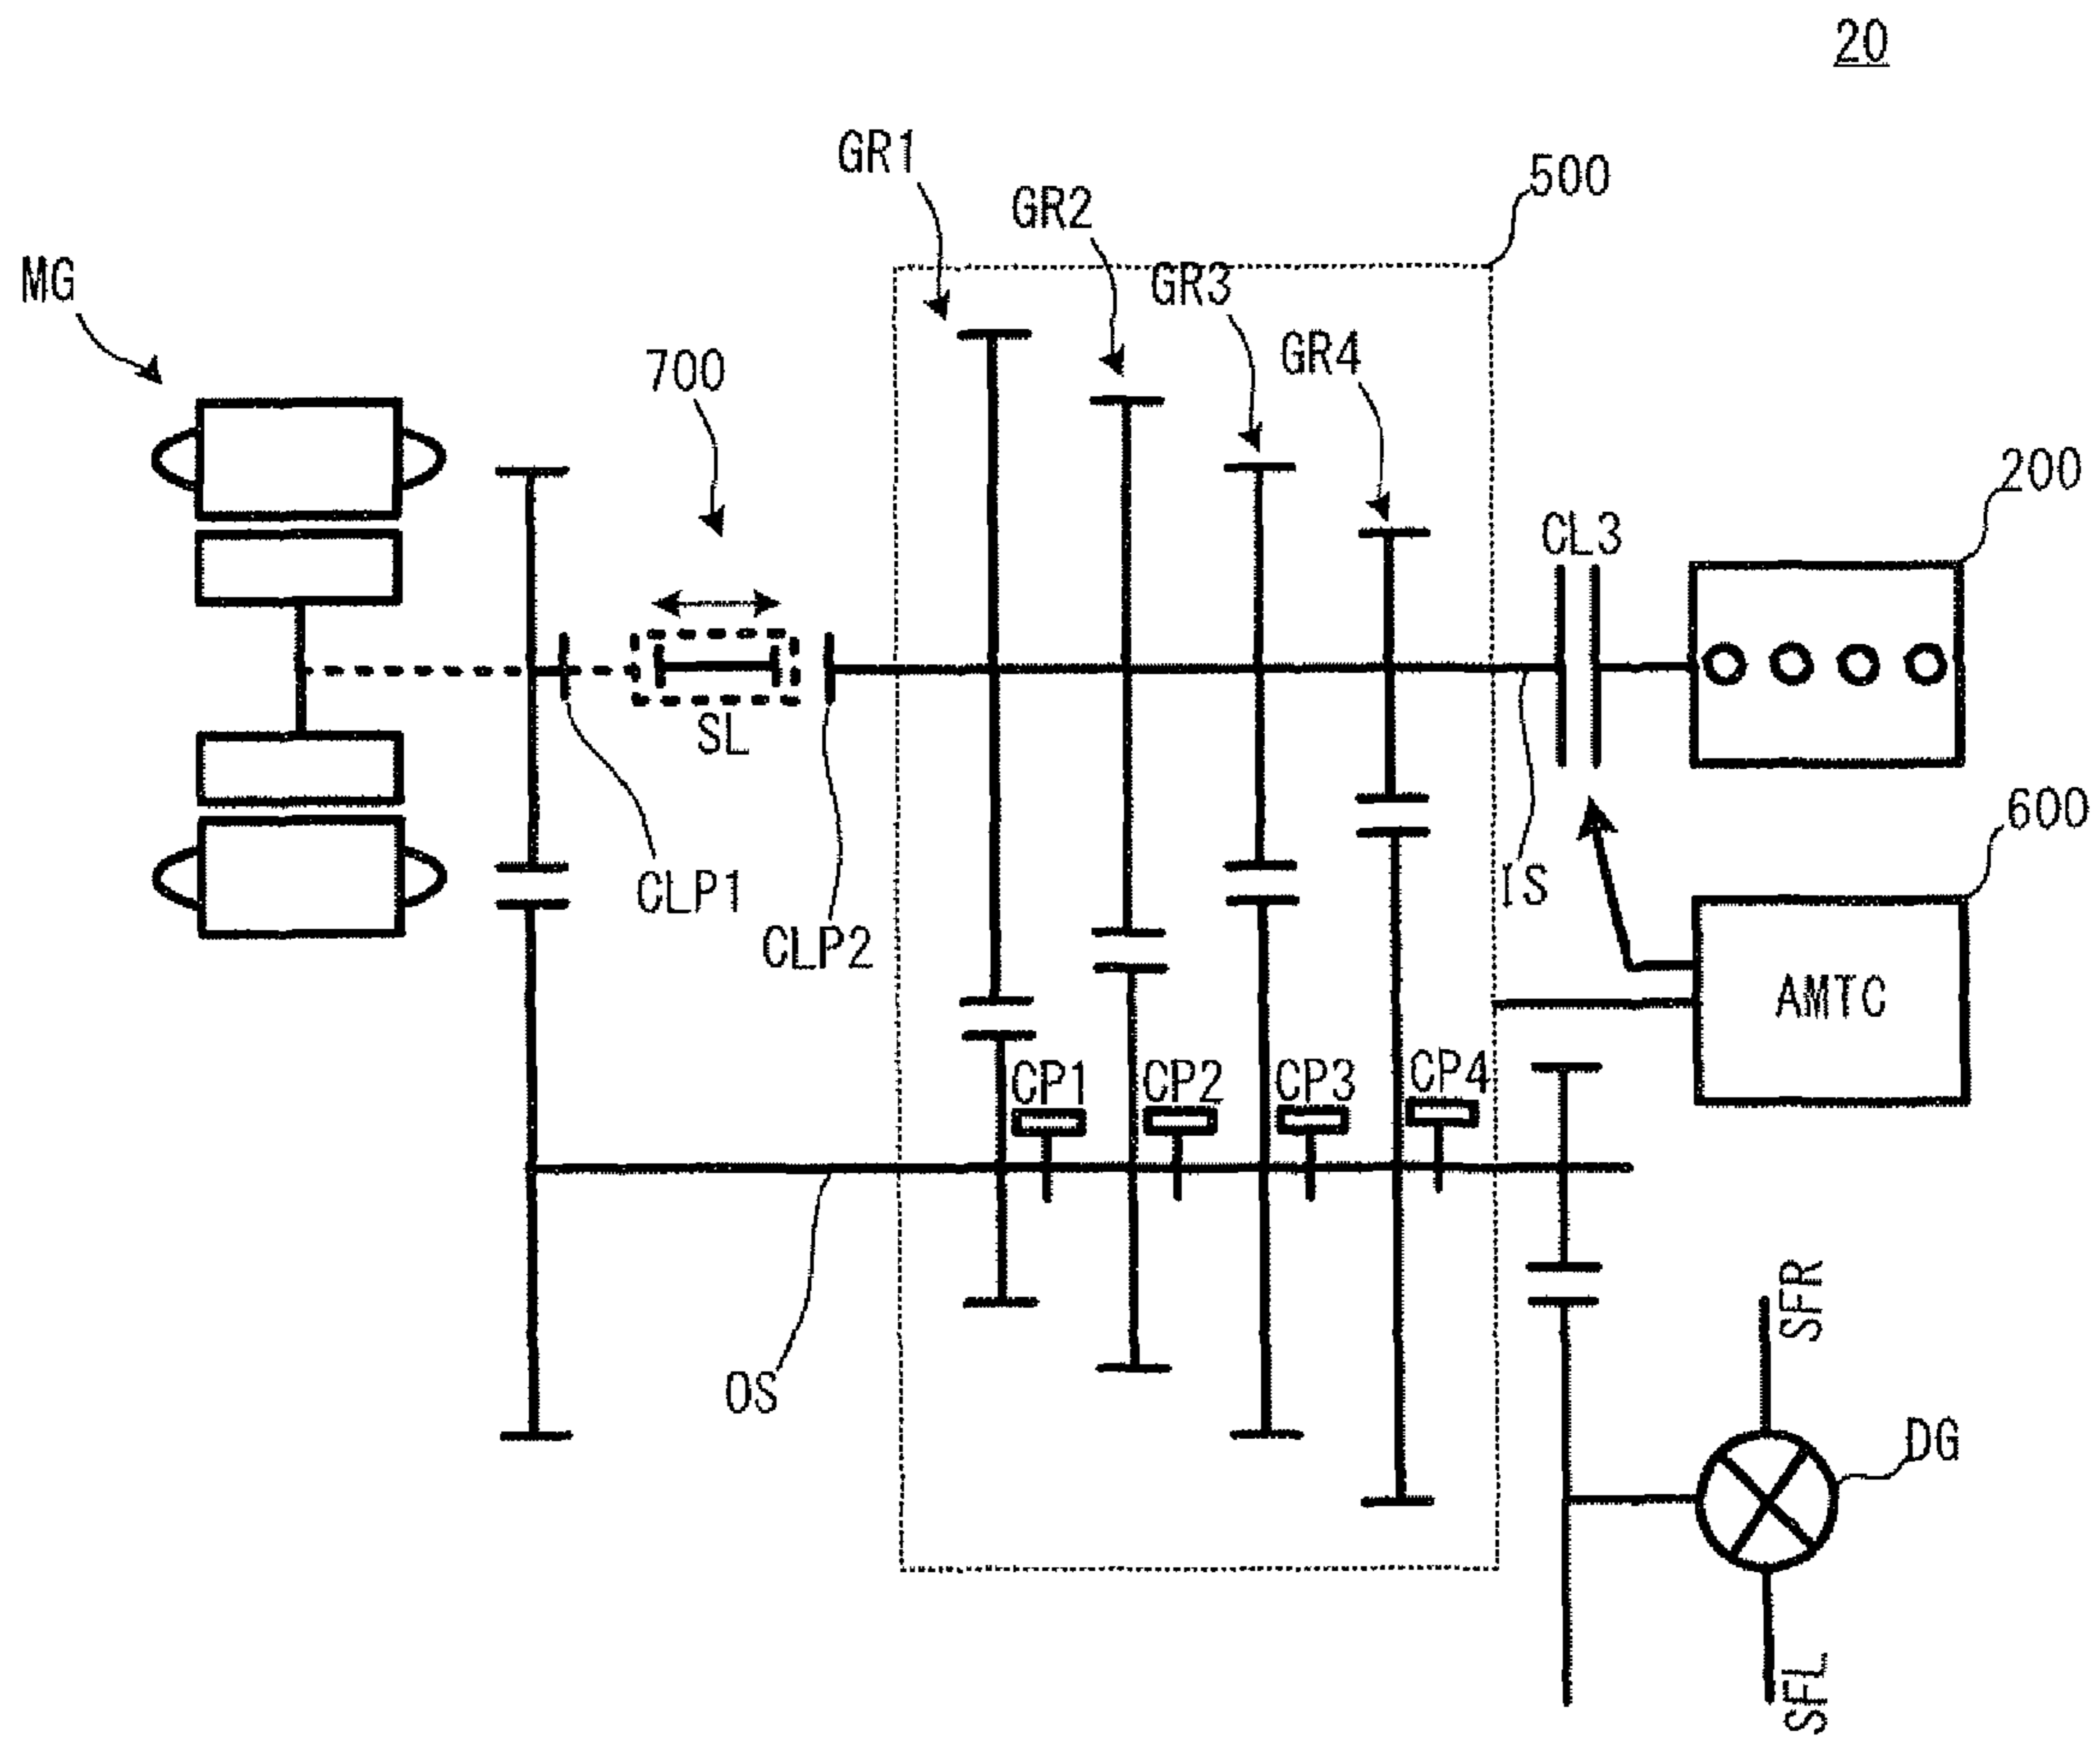 20
GR1
500
GR2
MG
GR3
GR4
700
200
CL3
SL
600
CLP1
IS
CLP2
AMTC
CP1
CP2
CP3
CP4
SFR
OS
DG
SFL